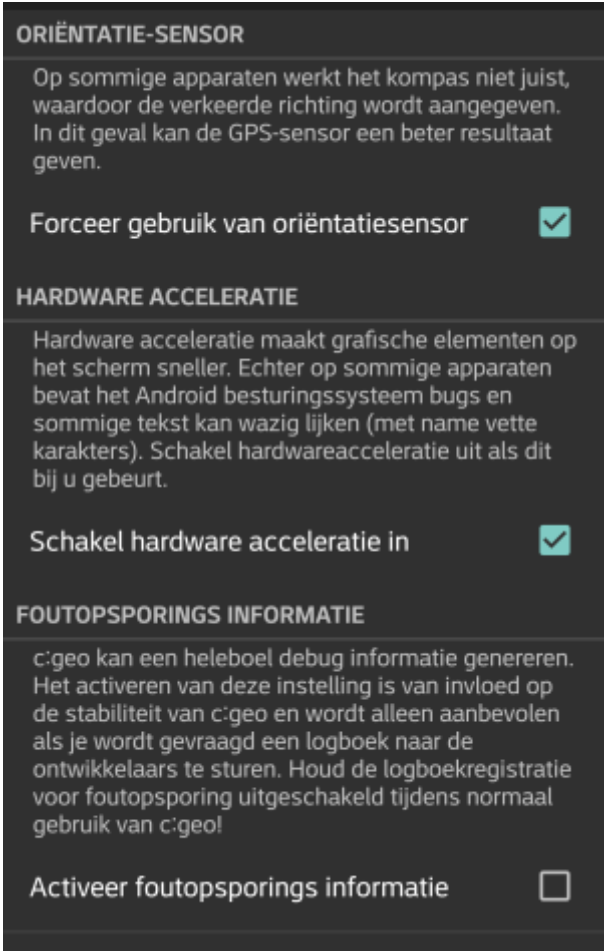 ORIËNTATIE-SENSOR
Op sommige apparaten werkt het kompas niet juist,
waardoor de verkeerde richting wordt aangegeven.
In dit geval kan de GPS-sensor een beter resultaat
geven.
Forceer gebruik van oriëntatiesensor
HARDWARE ACCELERATIE
Hardware acceleratie maakt grafische elementen op
het scherm sneller. Echter op sommige apparaten
bevat het Android besturingssysteem bugs en
sommige tekst kan wazig lijken (met name vette
karakters). Schakel hardwareacceleratie uit als dit
bij u gebeurt.
Schakel hardware acceleratie in
FOUTOPSPORINGS INFORMATIE
c:geo kan een heleboel debug informatie genereren.
Het activeren van deze instelling is van invloed op
de stabiliteit van c:geo en wordt alleen aanbevolen
als je wordt gevraagd een logboek naar de
ontwikkelaars te sturen. Houd de logboekregistratie
voor foutopsporing uitgeschakeld tijdens normaal
gebruik van c:geo!
Activeer foutopsporings informatie